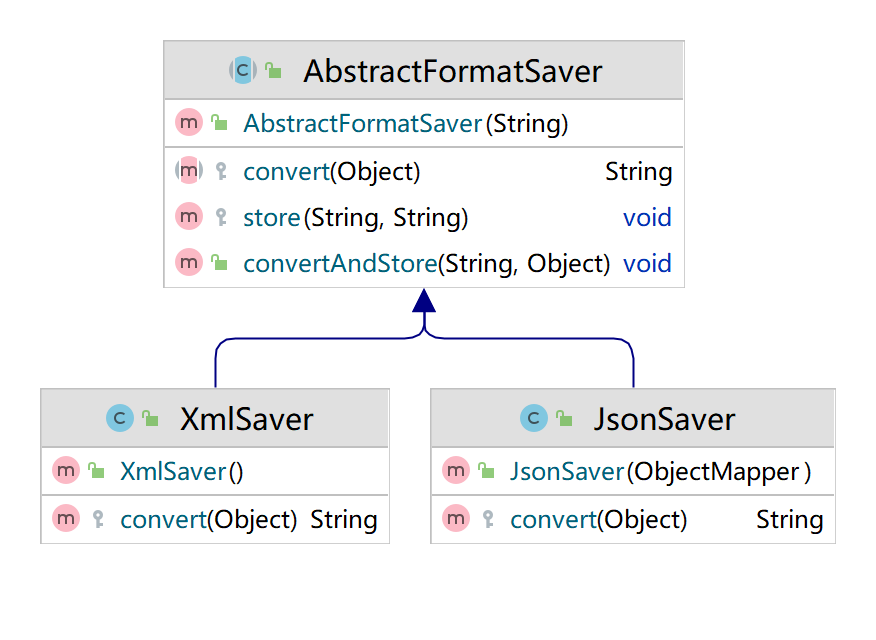 C AbstractFormatSaver
m AbstractFormatSaver(String)
m convert(Object) String
m store(String, String) void
m convertAndStore(String, Object) void
C XmlSaver
m XmlSaver()
m convert(Object) String
C JsonSaver
m JsonSaver(ObjectMapper)
m convert(Object) String